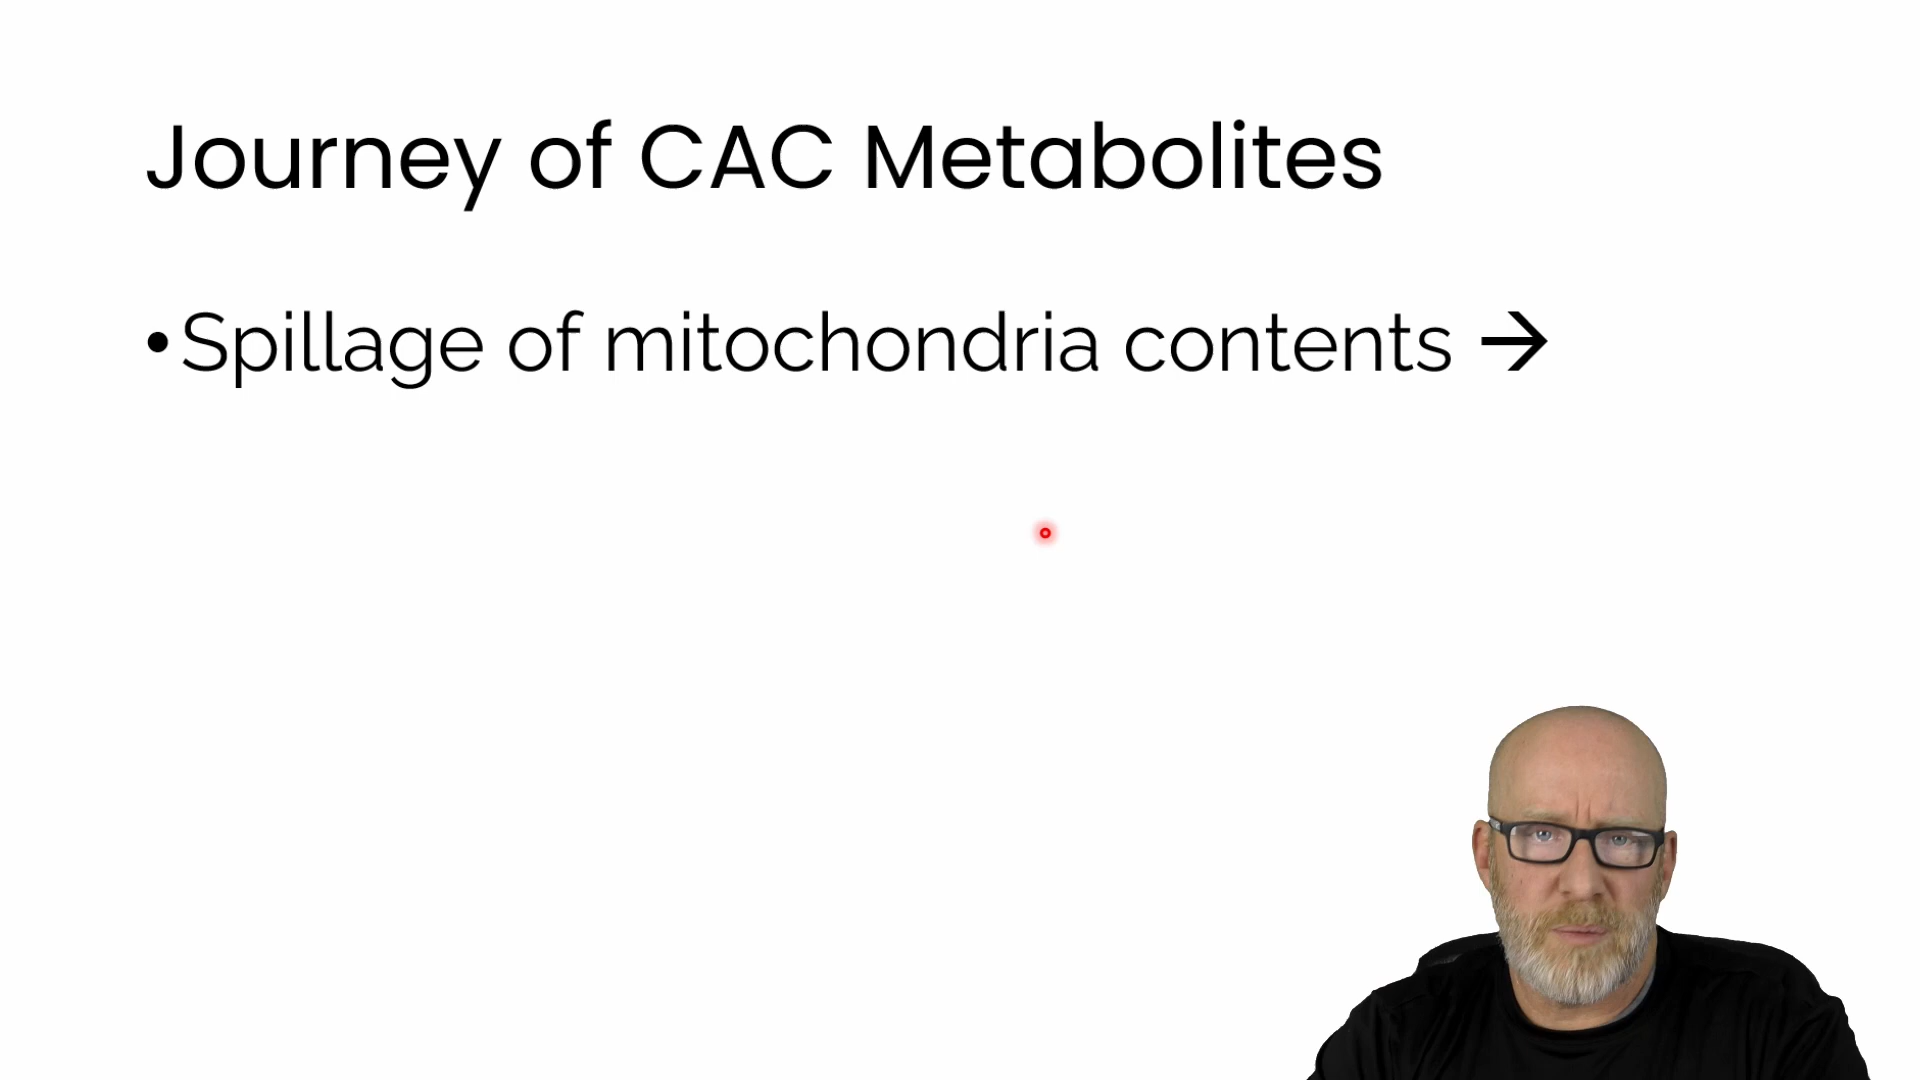 Journey of CAC Metabolites
• Spillage of mitochondria contents →